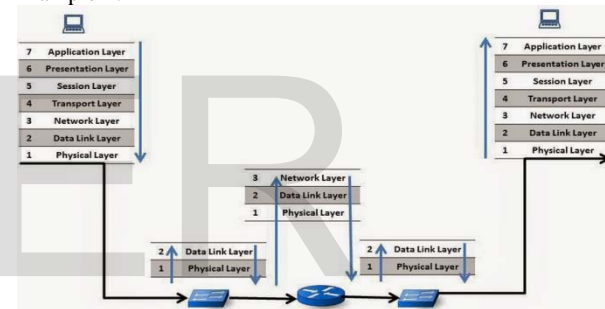 7 Application Layer
6 Presentation Layer
5 Session Layer
4 Transport Layer
3 Network Layer
2 Data Link Layer
1 Physical Layer
7 Application Layer
6 Presentation Layer
5 Session Layer
4 Transport Layer
3 Network Layer
2 Data Link Layer
1 Physical Layer
3 Network Layer
2 Data Link Layer
1 Physical Layer
2 Data Link Layer
1 Physical Layer
2 Data Link Layer
1 Physical Layer
ER